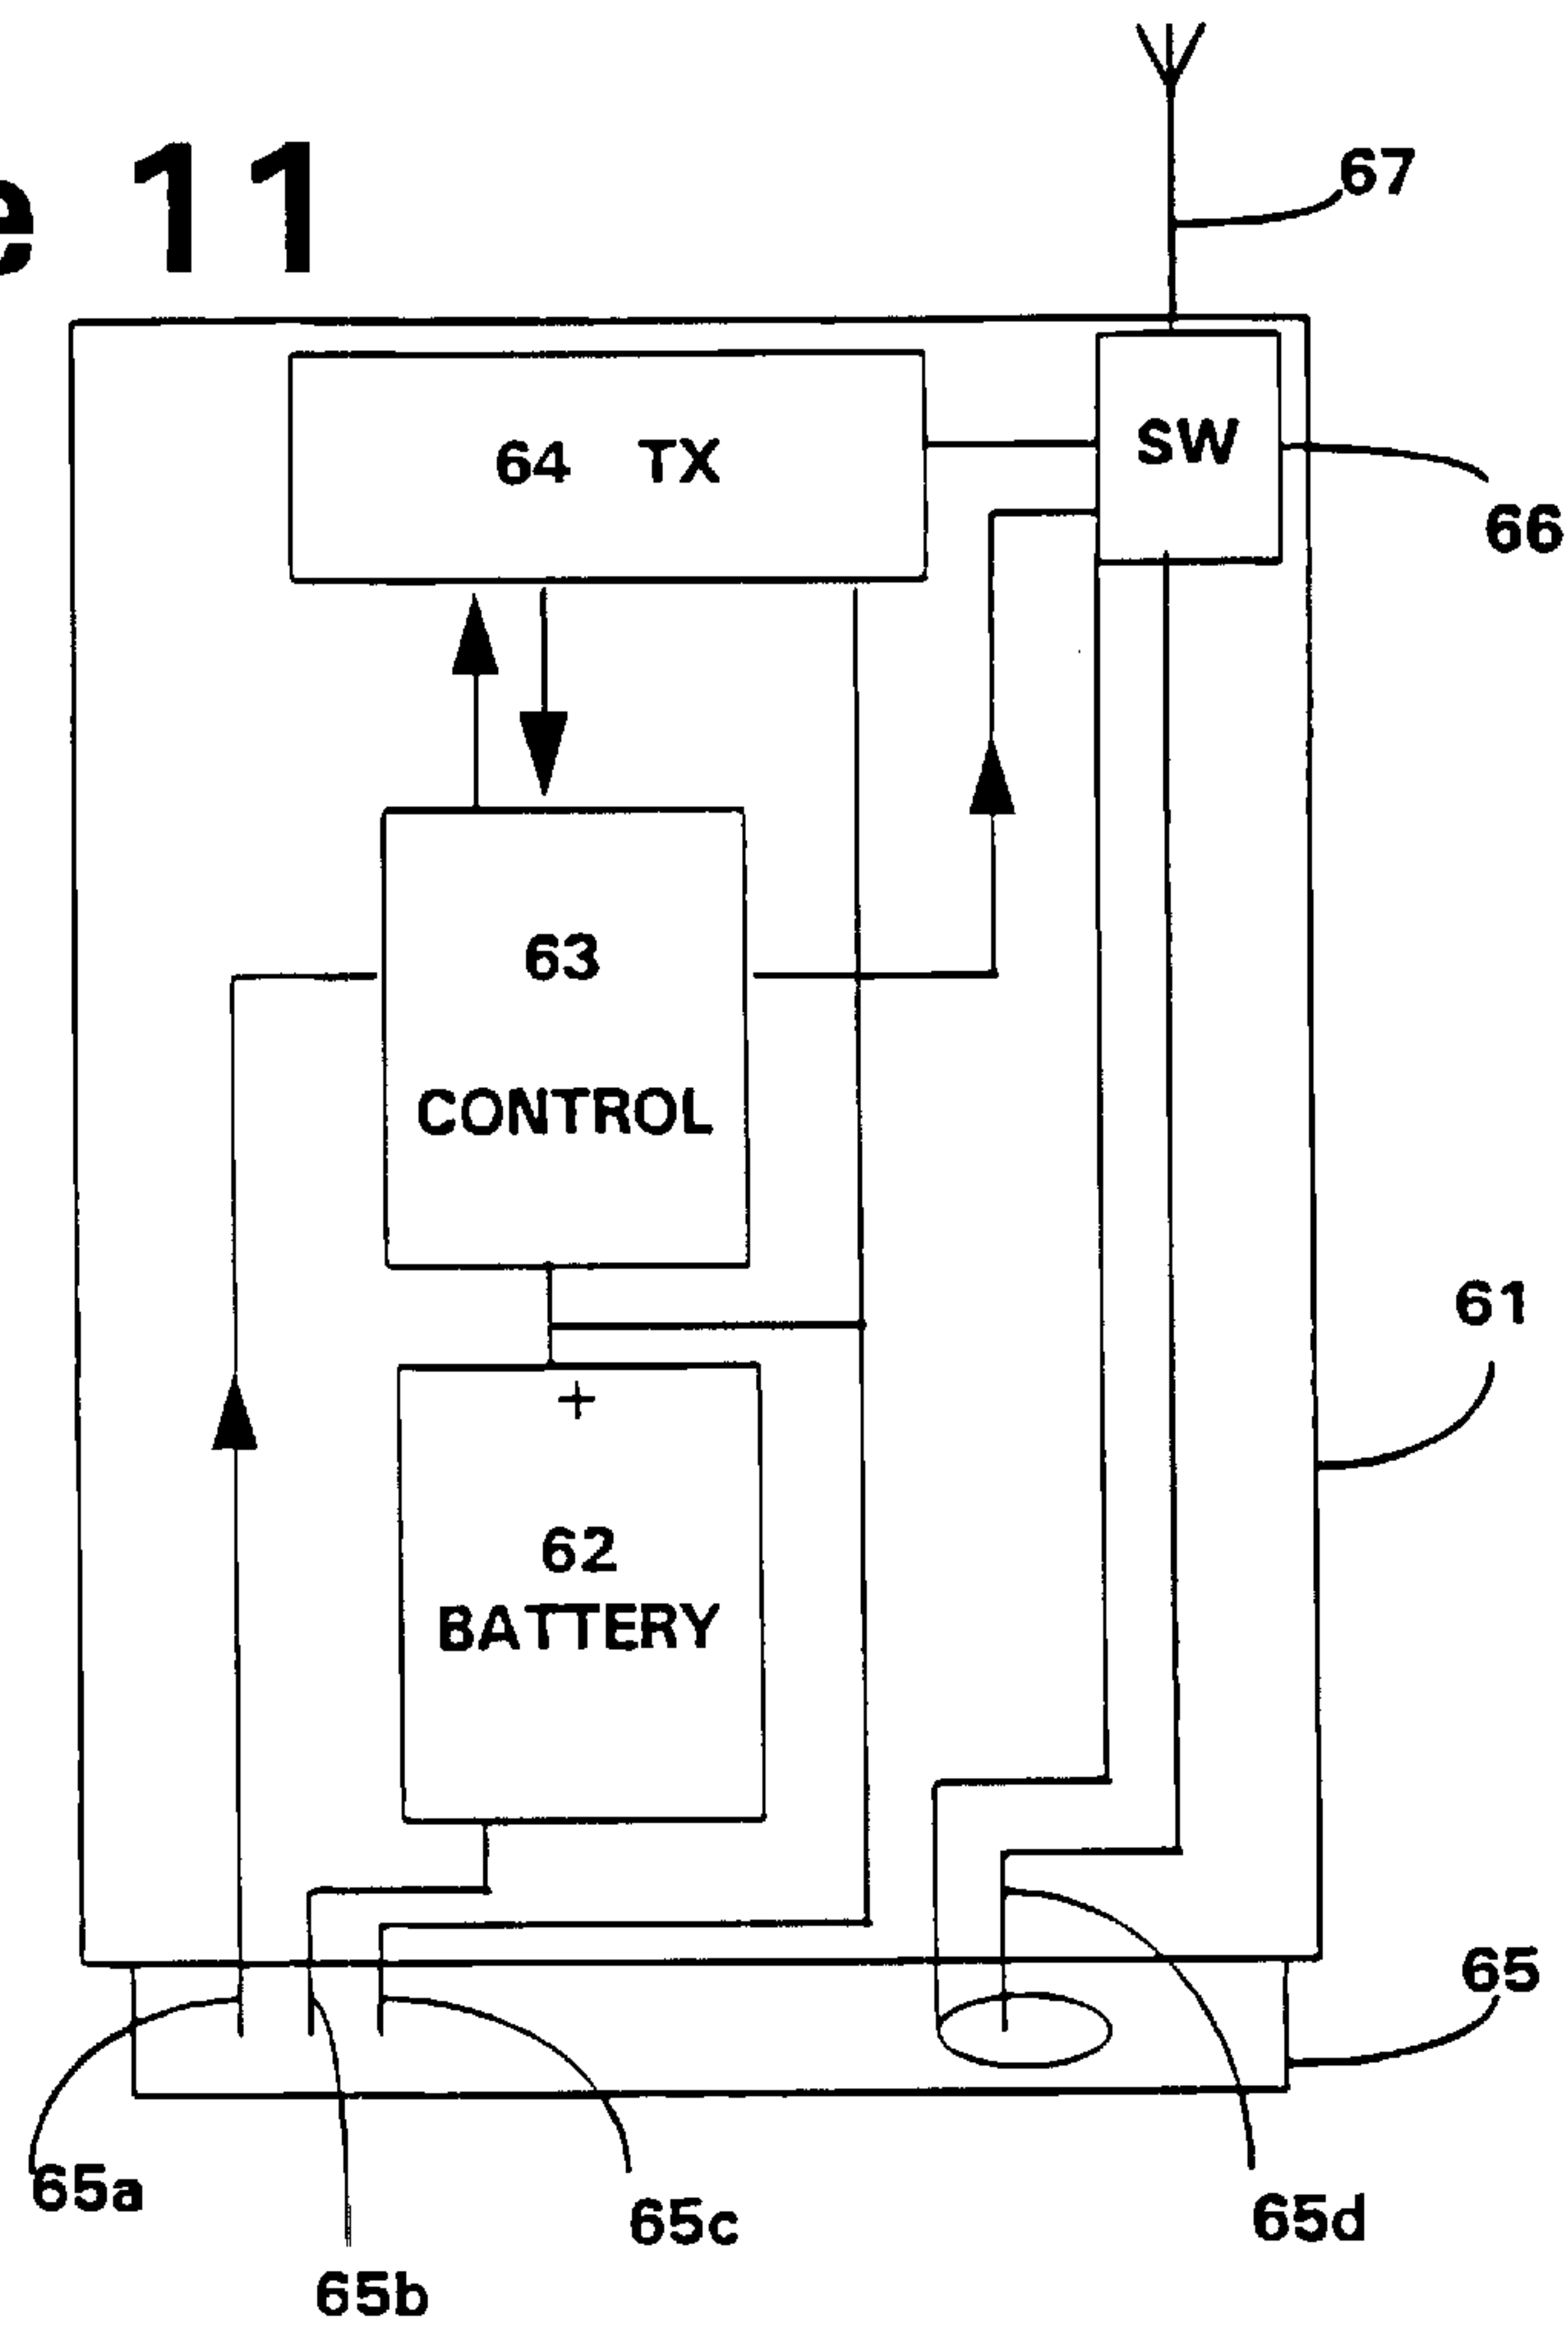 e 11
67
64 TX
SW
66
63
CONTROL
61
+
62
BATTERY
65
65a
65c
65d
65b